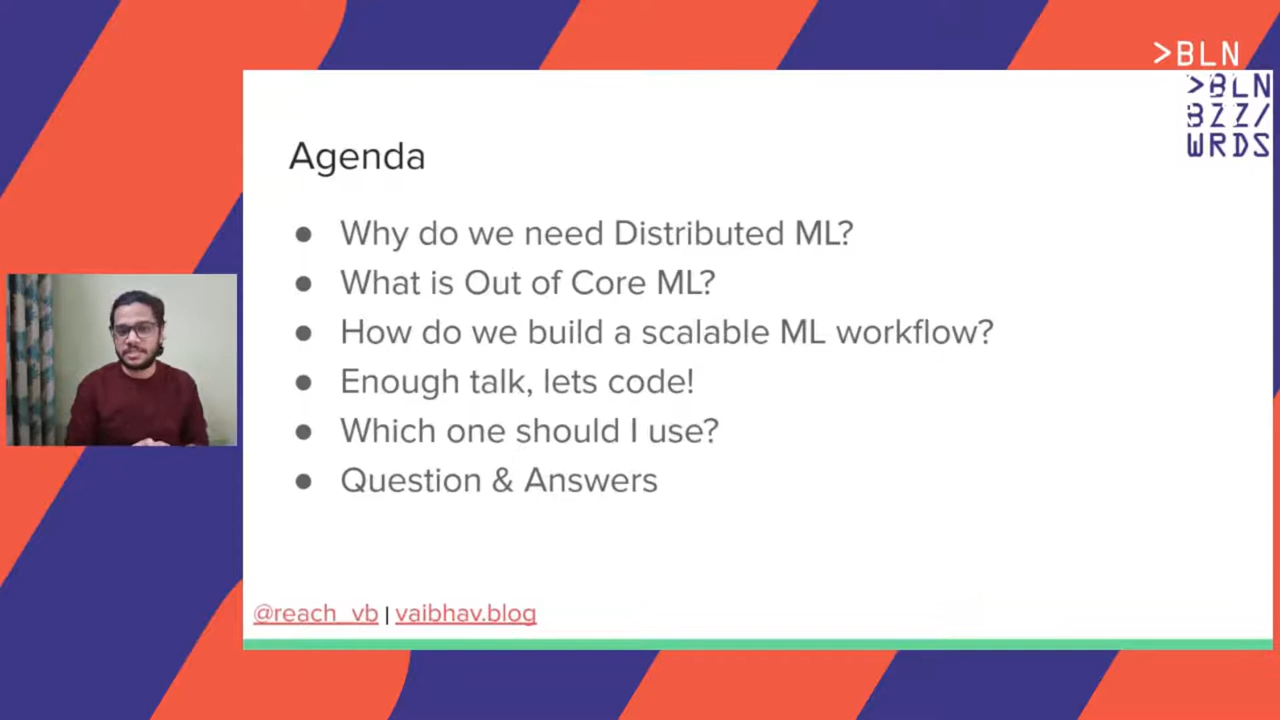 >BLN
>BLN
BZZ/
WRDS
Agenda
● Why do we need Distributed ML?
● What is Out of Core ML?
● How do we build a scalable ML workflow?
● Enough talk, lets code!
● Which one should I use?
● Question & Answers
@reach_vb | vaibhav.blog